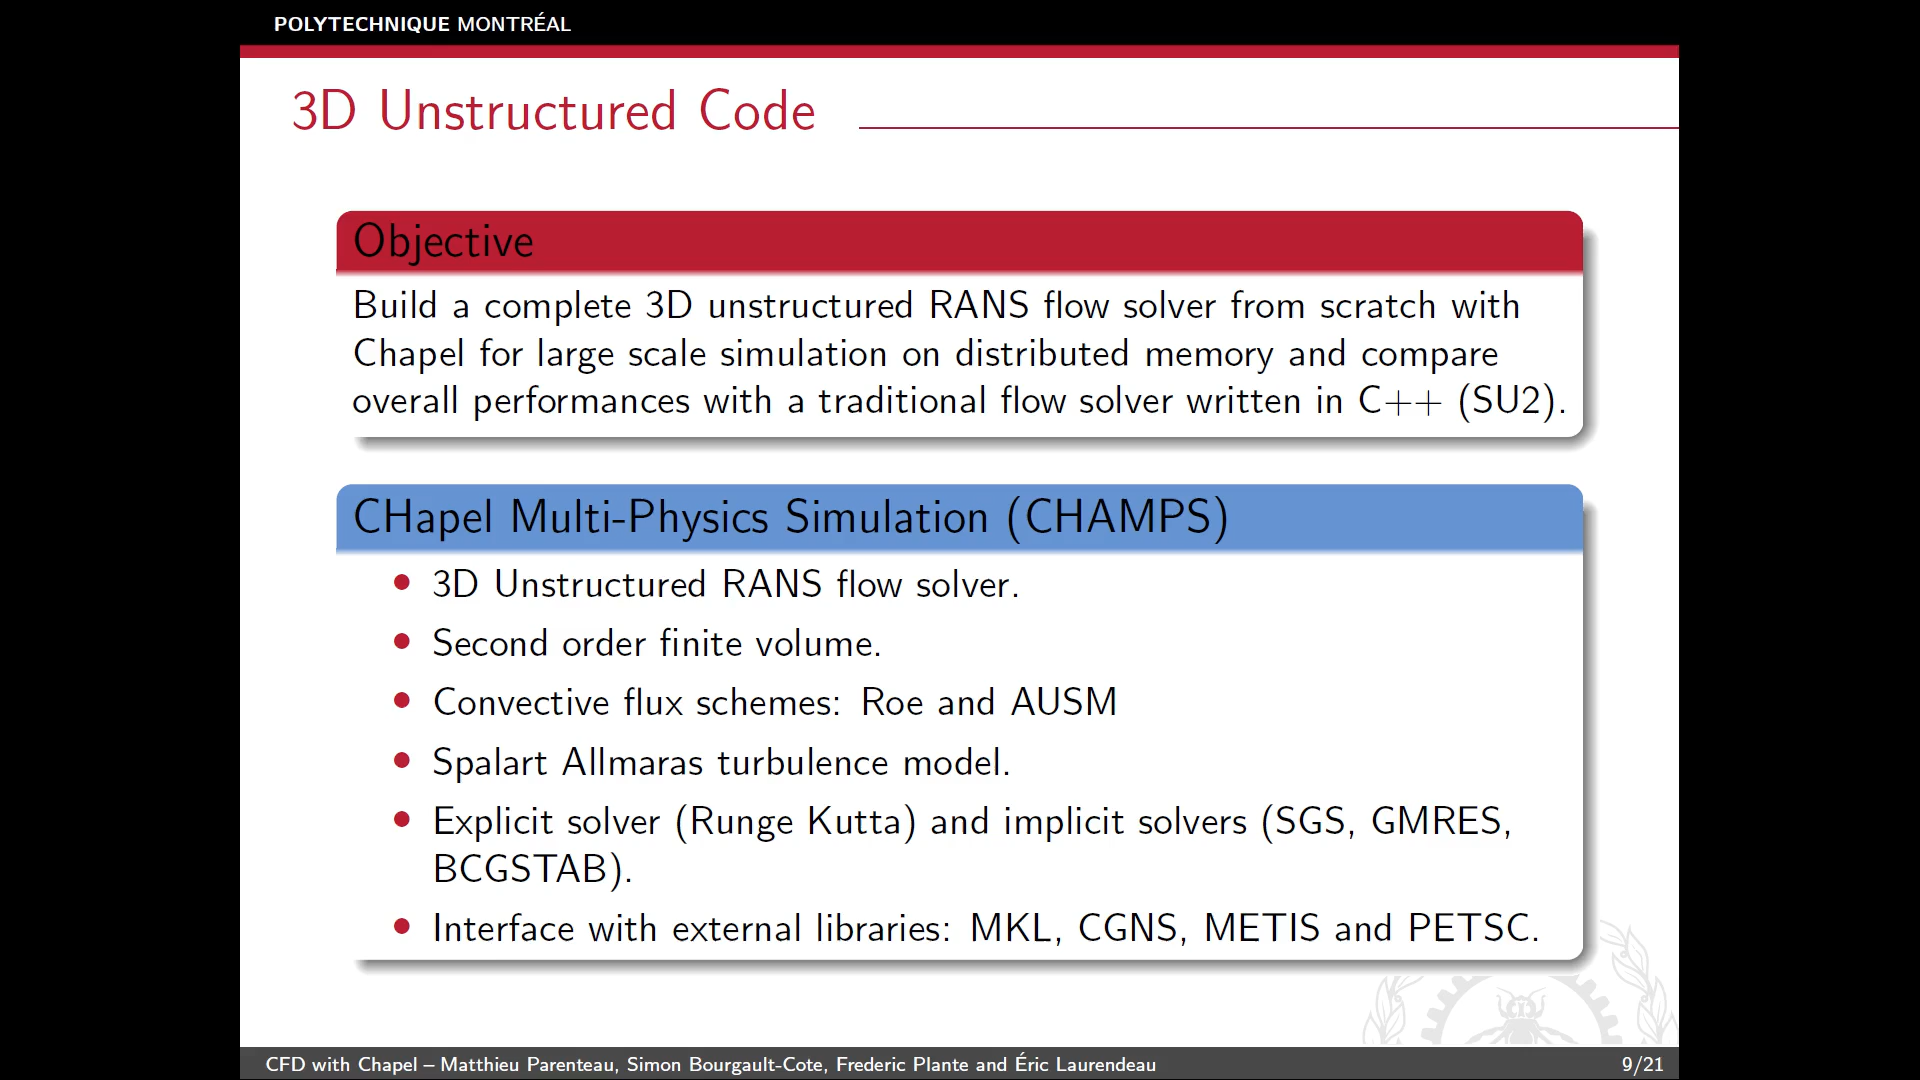 POLYTECHNIQUE MONTRÉAL
3D Unstructured Code
Objective
Build a complete 3D unstructured RANS flow solver from scratch with
Chapel for large scale simulation on distributed memory and compare
overall performances with a traditional flow solver written in C++ (SU2).
CHapel Multi-Physics Simulation (CHAMPS)
• 3D Unstructured RANS flow solver.
• Second order finite volume.
• Convective flux schemes: Roe and AUSM
• Spalart Allmaras turbulence model.
• Explicit solver (Runge Kutta) and implicit solvers (SGS, GMRES,
BCGSTAB).
• Interface with external libraries: MKL, CGNS, METIS and PETSC.
CFD with Chapel – Matthieu Parenteau, Simon Bourgault-Cote, Frederic Plante and Éric Laurendeau
9/21